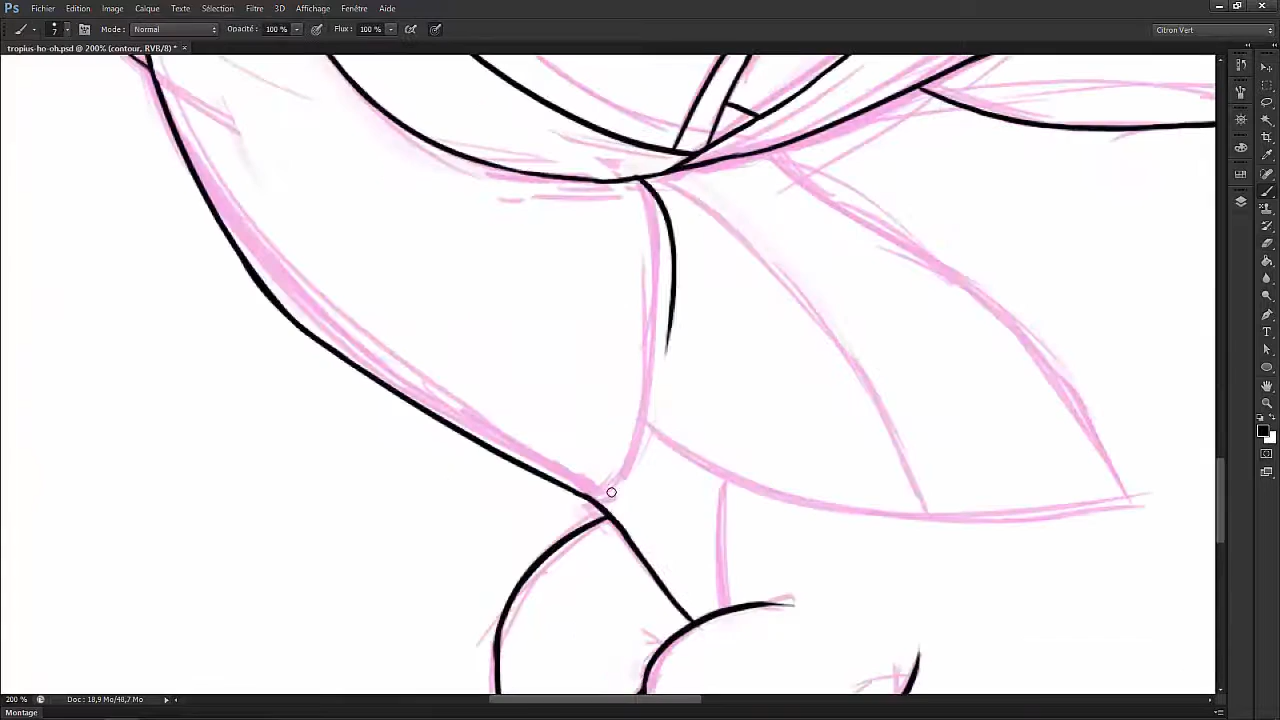 Ps Fichier Edition Image Calque Texte Sélection Filtre 3D Affichage Fenêtre Aide
7 Mode : Normal Opacité : 100 % Flux : 100 % Citron Vert
tropius-ho-oh.psd @ 200% (contour, RVB/8) * ×
200 % Doc : 18,9 Mo/48,7 Mo
Montage